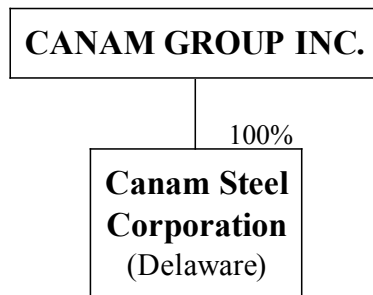 CANAM GROUP INC.
100%
Canam Steel
Corporation
(Delaware)